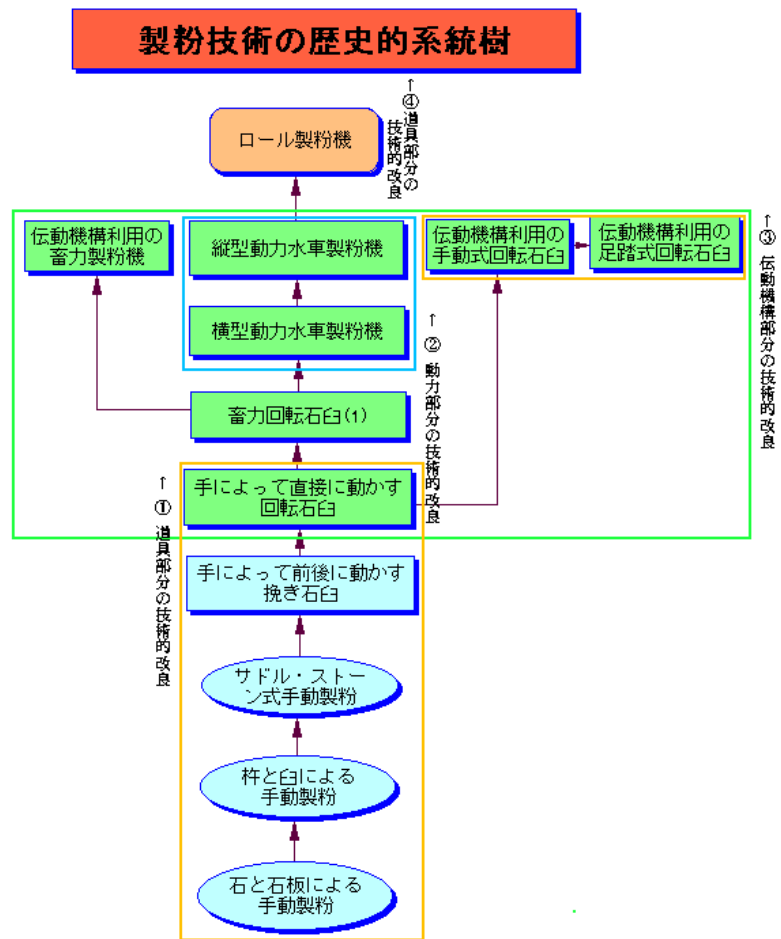 製粉技術の歴史的系統樹
↑④道具部分の
技術的改良
ロール製粉機
伝動機構利用の
畜力製粉機
縦型動力水車製粉機
伝動機構利用の
手動式回転石臼
伝動機構利用の
足踏式回転石臼
↑③ 伝動機構部分の技術的改良
横型動力水車製粉機
↑② 動力部分の技術的改良
畜力回転石臼(1)
手によって直接に動かす
回転石臼
↑① 道具部分の技術的改良
手によって前後に動かす
挽き石臼
サドル・ストー
ン式手動製粉
杵と臼による
手動製粉
石と石板による
手動製粉